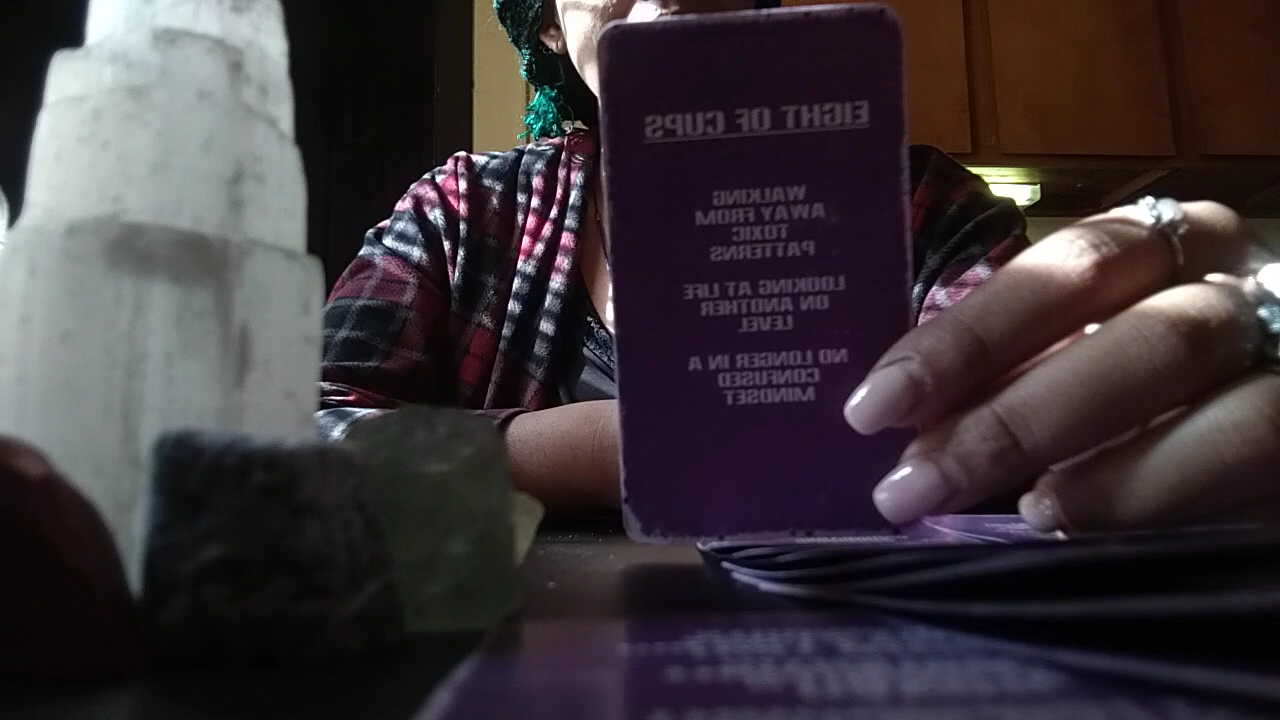 EIGHT OF CUPS
WALKING
AWAY FROM
TOXIC
PATTERNS
LOOKING AT LIFE
ON ANOTHER
LEVEL
NO LONGER IN A
CONFUSED
MINDSET